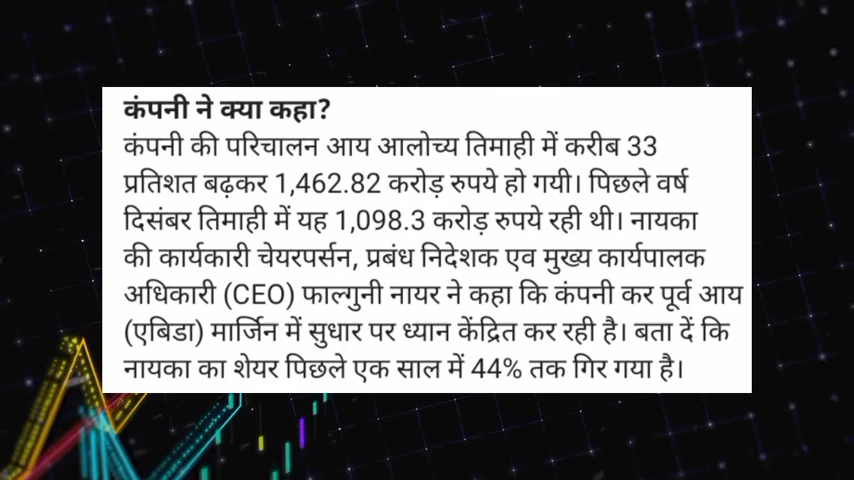 कंपनी ने क्या कहा?
कंपनी की परिचालन आय आलोच्य तिमाही में करीब 33
प्रतिशत बढ़कर 1,462.82 करोड़ रुपये हो गयी। पिछले वर्ष
दिसंबर तिमाही में यह 1,098.3 करोड़ रुपये रही थी। नायका
की कार्यकारी चेयरपर्सन, प्रबंध निदेशक एव मुख्य कार्यपालक
अधिकारी (CEO) फाल्गुनी नायर ने कहा कि कंपनी कर पूर्व आय
(एबिडा) मार्जिन में सुधार पर ध्यान केंद्रित कर रही है। बता दें कि
नायका का शेयर पिछले एक साल में 44% तक गिर गया है।